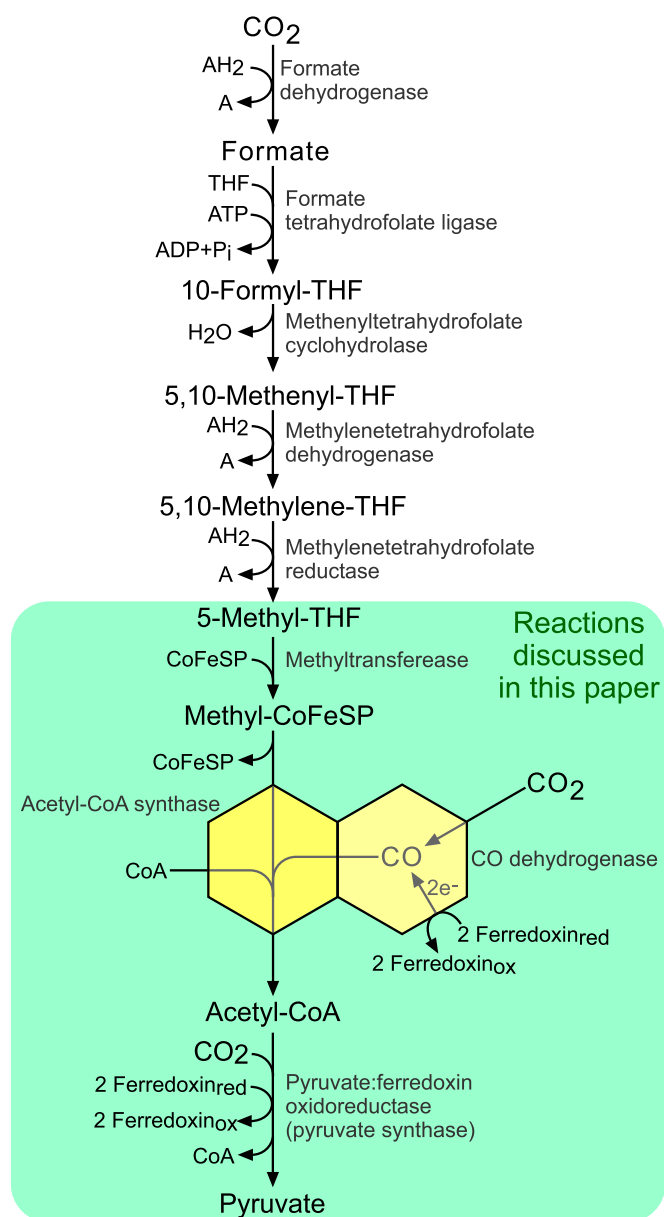 CO2
AH2
A
Formate
dehydrogenase
Formate
THF
ATP
ADP+Pi
Formate
tetrahydrofolate ligase
10-Formyl-THF
H2O
Methenyltetrahydrofolate
cyclohydrolase
5,10-Methenyl-THF
AH2
A
Methylenetetrahydrofolate
dehydrogenase
5,10-Methylene-THF
AH2
A
Methylenetetrahydrofolate
reductase
5-Methyl-THF
Reactions
discussed
in this paper
CoFeSP
Methyltransferease
Methyl-CoFeSP
CoFeSP
CO2
Acetyl-CoA synthase
CoA
CO
CO dehydrogenase
2e-
2 Ferredoxinred
2 Ferredoxinox
Acetyl-CoA
CO2
2 Ferredoxinred
2 Ferredoxinox
CoA
Pyruvate:ferredoxin
oxidoreductase
(pyruvate synthase)
Pyruvate